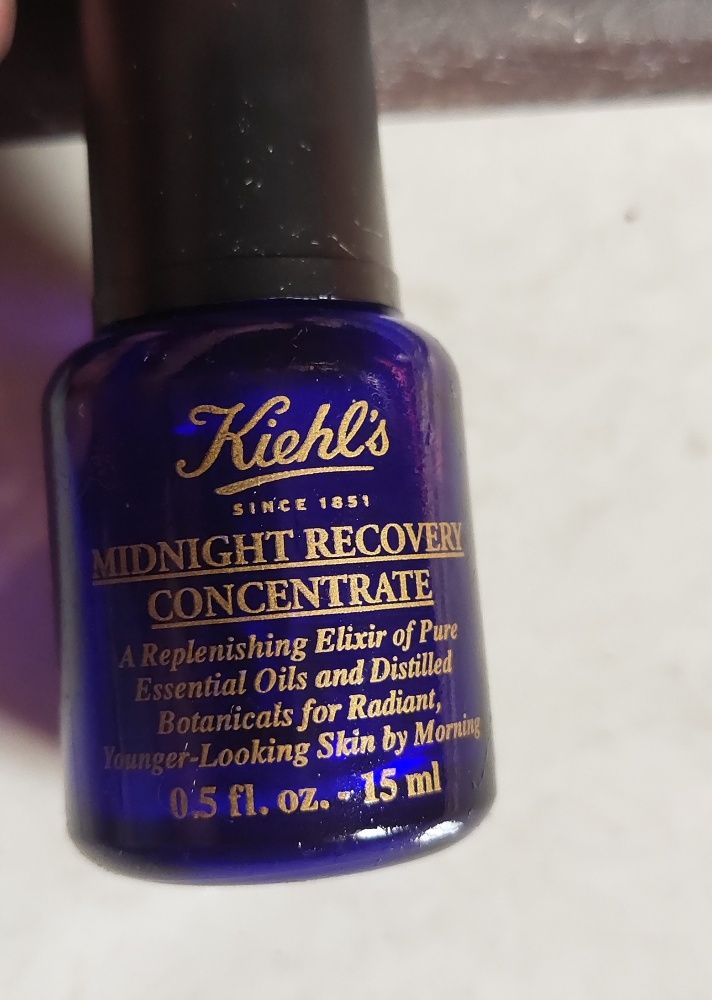 Kiehl's
SINCE 1851
MIDNIGHT RECOVERY
CONCENTRATE
A Replenishing Elixir of Pure
Essential Oils and Distilled
Botanicals for Radiant,
Younger-Looking Skin by Morning
0.5 fl. oz. - 15 ml